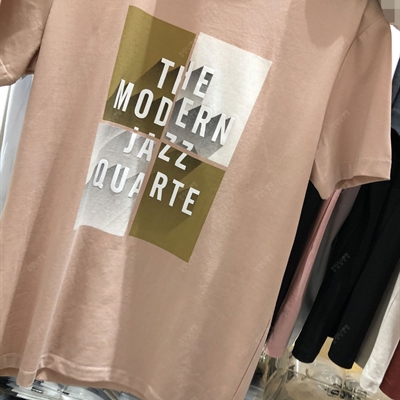 THE
MODERN
JAZZ
QUARTE